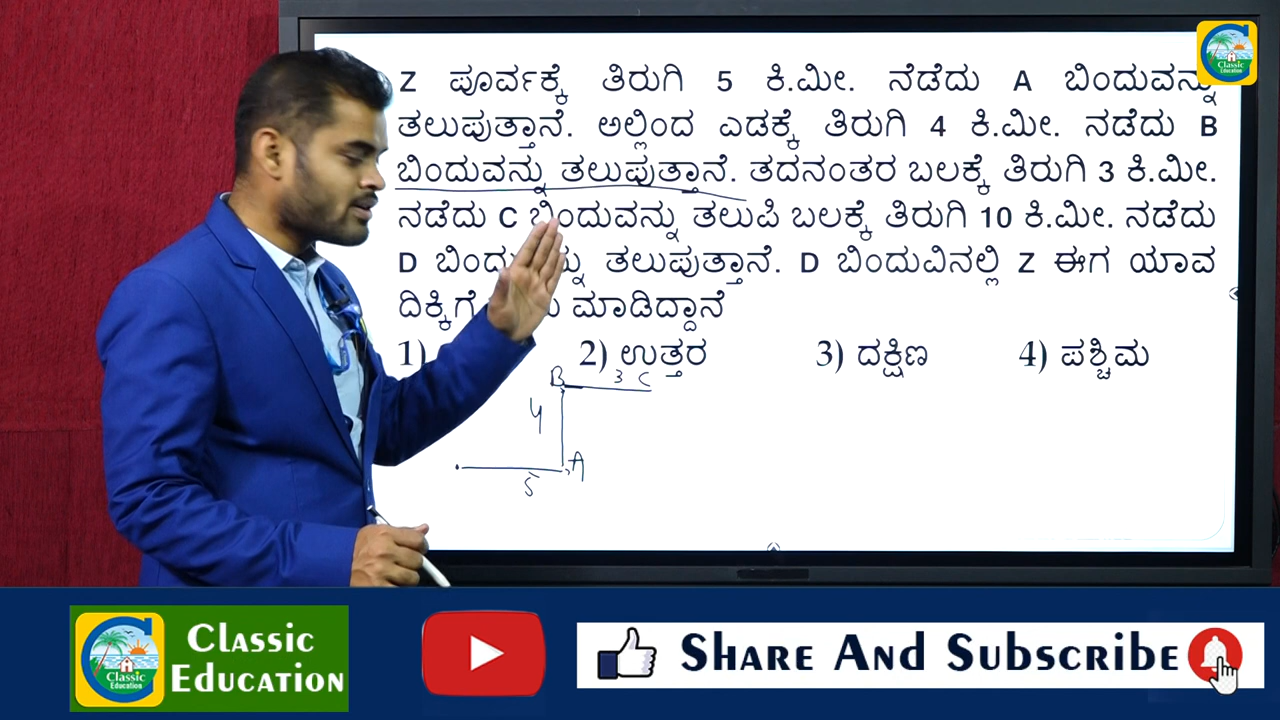 Z ಪೂರ್ವಕ್ಕೆ ತಿರುಗಿ 5 ಕಿ.ಮೀ. ನೆಡೆದು A ಬಿಂದುವನ್ನು
ತಲುಪುತ್ತಾನೆ. ಅಲ್ಲಿಂದ ಎಡಕ್ಕೆ ತಿರುಗಿ 4 ಕಿ.ಮೀ. ನಡೆದು B
ಬಿಂದುವನ್ನು ತಲುಪುತ್ತಾನೆ. ತದನಂತರ ಬಲಕ್ಕೆ ತಿರುಗಿ 3 ಕಿ.ಮೀ.
ನಡೆದು C ಬಿಂದುವನ್ನು ತಲುಪಿ ಬಲಕ್ಕೆ ತಿರುಗಿ 10 ಕಿ.ಮೀ. ನಡೆದು
D ತಲುಪುತ್ತಾನೆ. D ಬಿಂದುವಿನಲ್ಲಿ Z ಈಗ ಯಾವ
ದಿಕ್ಕಿಗೆ ಮಾಡಿದ್ದಾನೆ
1) 2) ಉತ್ತರ 3) ದಕ್ಷಿಣ 4) ಪಶ್ಚಿಮ
B 3 C
4
A
5
Classic
Education
Classic
Education
Classic
Education
Share And Subscribe